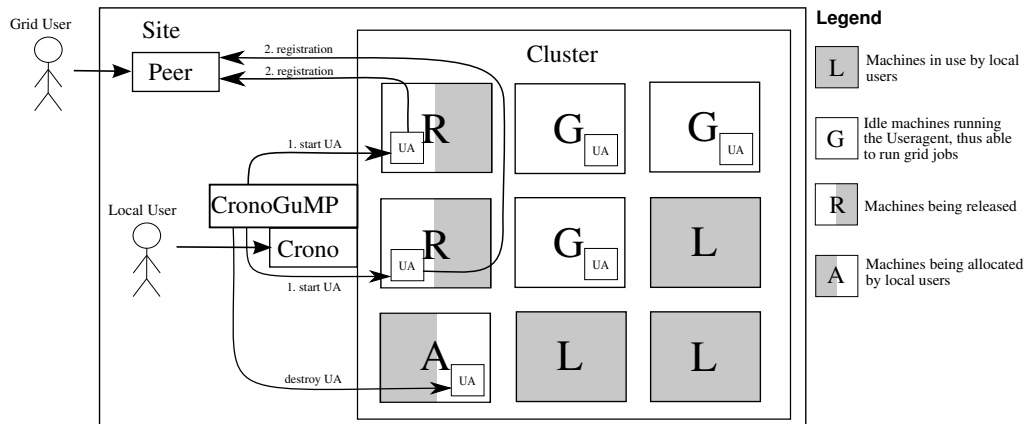 Grid User
Site
Peer
2. registration
2. registration
Cluster
R
UA
G
UA
G
UA
1. start UA
CronoGuMP
Local User
Crono
R
UA
G
UA
L
1. start UA
A
UA
L
L
destroy UA
Legend
L
Machines in use by local
users
G
Idle machines running
the Useragent, thus able
to run grid jobs
R
Machines being released
A
Machines being allocated
by local users